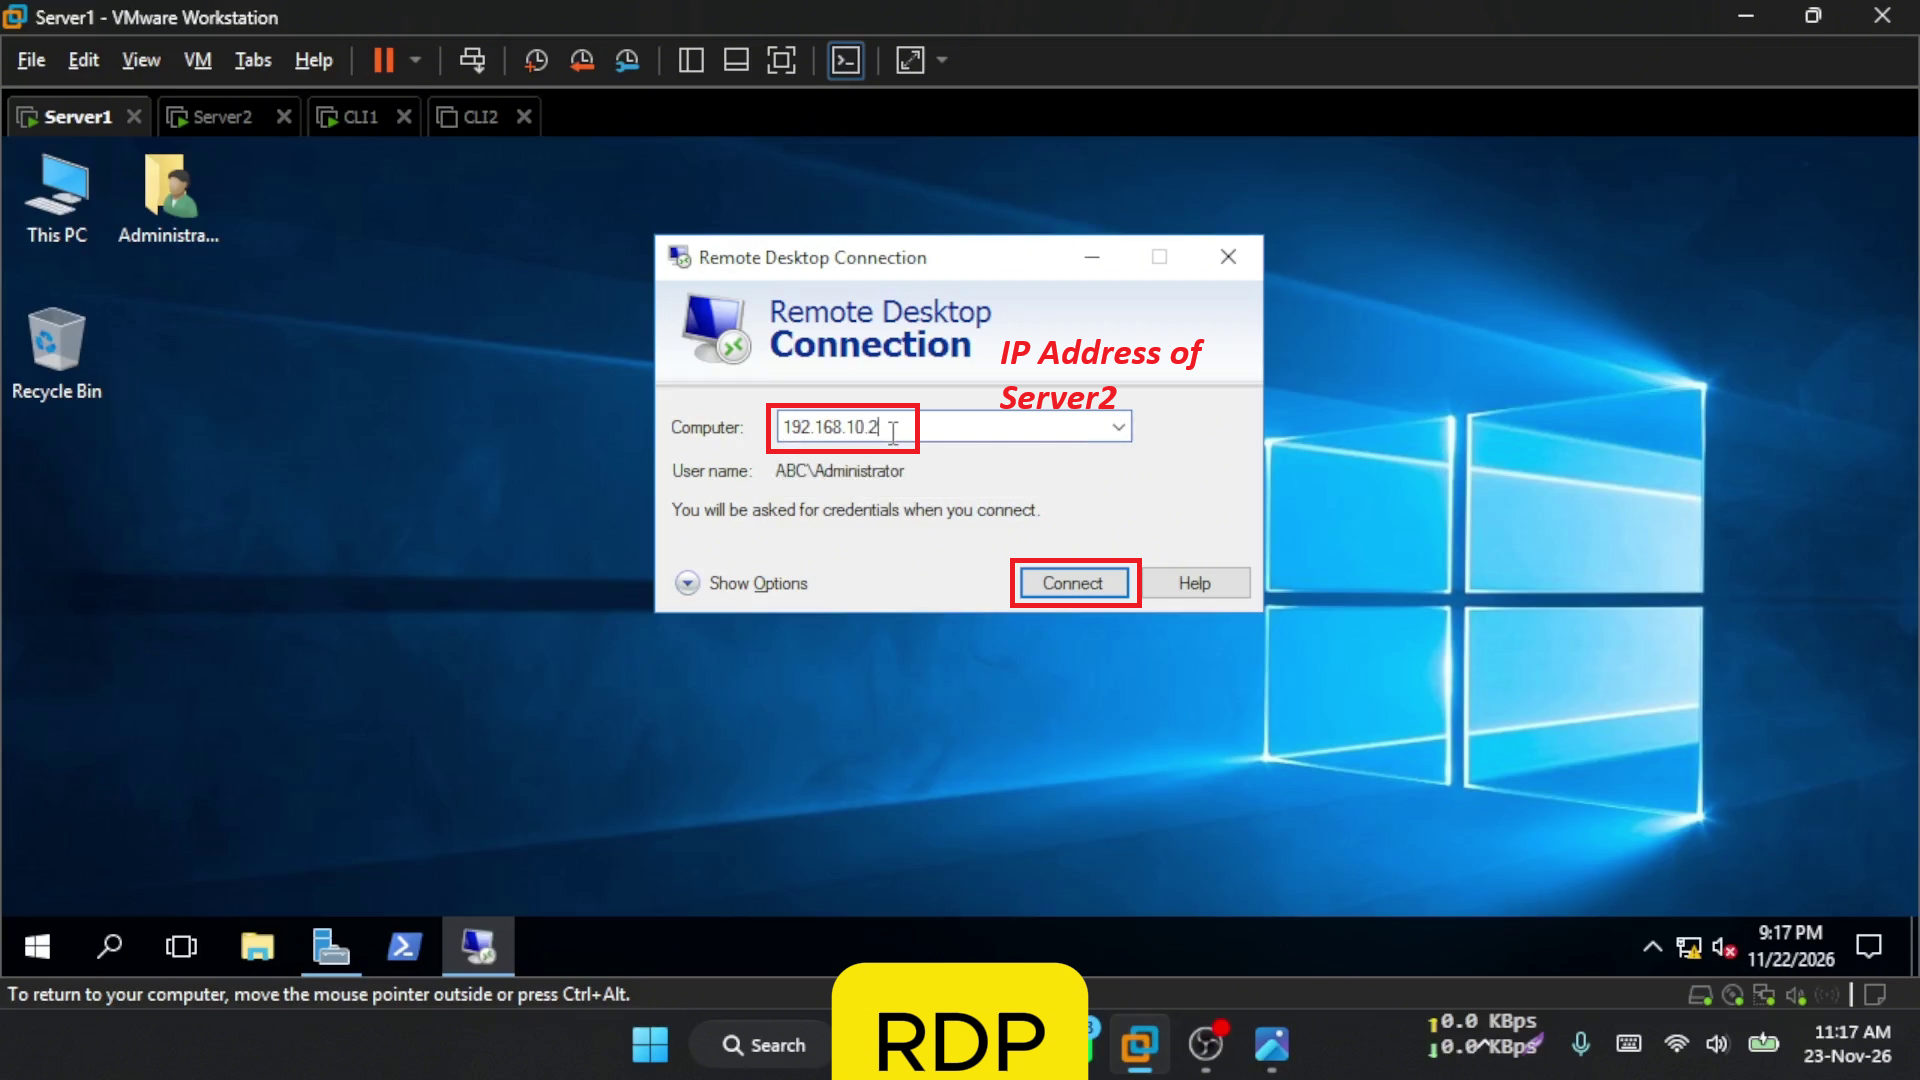 Server1 - VMware Workstation
File Edit View VM Tabs Help
Server1 Server2 CLI1 CLI2
This PC
Administra...
Recycle Bin
Remote Desktop Connection
Remote Desktop
Connection
IP Address of
Server2
Computer: 192.168.10.2
User name: ABC\Administrator
You will be asked for credentials when you connect.
Show Options
Connect
Help
9:17 PM
11/22/2026
To return to your computer, move the mouse pointer outside or press Ctrl+Alt.
Search
RDP
0.0 KBps
0.0 KBps
11:17 AM
23-Nov-26